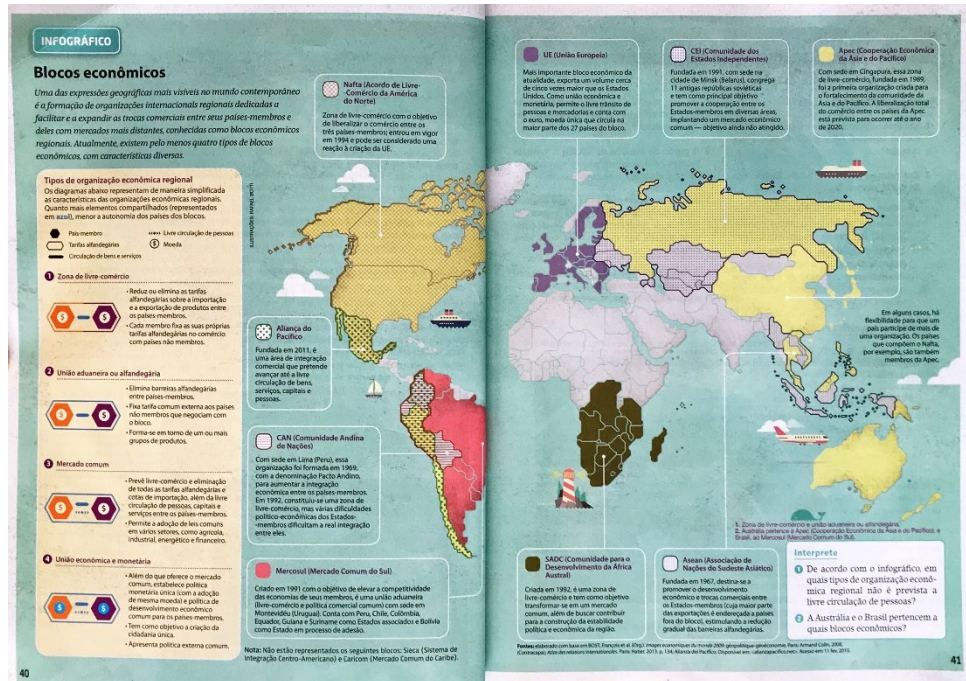 INFOGRÁFICO
Blocos econômicos
Uma das expressões geográficas mais visíveis no mundo contemporâneo
é a formação de organizações internacionais regionais dedicadas a
facilitar e a expandir as trocas comerciais entre seus países-membros e
deles com mercados mais distantes, conhecidas como blocos econômicos
regionais. Atualmente, existem pelo menos quatro tipos de blocos
econômicos, com características diversas.
Tipos de organização econômica regional
Os diagramas abaixo representam de maneira simplificada
as características das organizações econômicas regionais.
Quanto mais elementos compartilhados (representados
em azul), menor a autonomia dos países dos blocos.
País-membro
Livre circulação de pessoas
Tarifas alfandegárias
$ Moeda
Circulação de bens e serviços
1 Zona de livre-comércio
• Reduz ou elimina as tarifas
alfandegárias sobre a importação
e a exportação de produtos entre
os países membros.
• Cada membro fixa as suas próprias
tarifas alfandegárias no comércio
com países não membros.
2 União aduaneira ou alfandegária
• Elimina barreiras alfandegárias
entre países-membros.
• Fixa tarifa comum externa aos países
não membros que negociam com
o bloco.
• Forma-se em torno de um ou mais
grupos de produtos.
3 Mercado comum
• Prevê livre-comércio e eliminação
de todas as tarifas alfandegárias e
cotas de importação, além da livre
circulação de pessoas, capitais e
serviços entre os países-membros.
• Permite a adoção de leis comuns
em vários setores, como agrícola,
industrial, energético e financeiro.
4 União econômica e monetária
• Além do que oferece o mercado
comum, estabelece política
monetária única (com a adoção
de mesma moeda) e política de
desenvolvimento econômico
comum para os países-membros.
• Tem como objetivo a criação da
cidadania única.
• Apresenta política externa comum.
40
Nafta (Acordo de Livre-
-Comércio da América
do Norte)
Zona de livre-comércio com o objetivo
de liberalizar o comércio entre os
três países-membros; entrou em vigor
em 1994 e pode ser considerado uma
reação à criação da UE.
Aliança do
Pacífico
Fundada em 2011, é
uma área de integração
comercial que pretende
avançar até a livre
circulação de bens,
serviços, capitais e
pessoas.
CAN (Comunidade Andina
de Nações)
Com sede em Lima (Peru), essa
organização foi formada em 1969,
com a denominação Pacto Andino,
para aumentar a integração
econômica entre os países-membros.
Em 1992, constituiu-se uma zona de
livre-comércio, mas várias dificuldades
político-econômicas dos Estados-
-membros dificultam a real integração
entre eles.
Mercosul (Mercado Comum do Sul)
Criado em 1991 com o objetivo de elevar a competitividade
das economias de seus membros, é uma união aduaneira
(livre-comércio e política comercial comum) com sede em
Montevidéu (Uruguai). Conta com Peru, Chile, Colômbia,
Equador, Guiana e Suriname como Estados associados e Bolívia
como Estado em processo de adesão.
Nota: Não estão representados os seguintes blocos: Sieca (Sistema de
Integração Centro-Americano) e Caricom (Mercado Comum do Caribe).
UE (União Europeia)
Mais importante bloco econômico da
atualidade, exporta um volume cerca
de cinco vezes maior que os Estados
Unidos. Como união econômica e
monetária, permite o livre trânsito de
pessoas e mercadorias e conta com
o euro, moeda única que circula na
maior parte dos 27 países do bloco.
CEI (Comunidade dos
Estados Independentes)
Fundada em 1991, com sede na
cidade de Minsk (Belarus), congrega
11 antigas repúblicas soviéticas
e tem como principal objetivo
promover a cooperação entre os
Estados-membros em diversas áreas,
implantando um mercado econômico
comum — objetivo ainda não atingido.
Apec (Cooperação Econômica
da Ásia e do Pacífico)
Com sede em Cingapura, essa zona
de livre-comércio, fundada em 1989,
foi a primeira organização criada para
o fortalecimento da comunidade da
Ásia e do Pacífico. A liberalização total
do comércio entre os países da Apec
está prevista para ocorrer até o ano
de 2020.
Em alguns casos, há
flexibilidade para que um
país participe de mais de
uma organização. Os países
que compõem o Nafta,
por exemplo, são também
membros da Apec.
SADC (Comunidade para o
Desenvolvimento da África
Austral)
Criada em 1992, é uma zona
de livre-comércio e tem como objetivo
transformar-se em um mercado
comum, além de buscar contribuir
para a construção da estabilidade
política e econômica da região.
Asean (Associação de
Nações do Sudeste Asiático)
Fundada em 1967, destina-se a
promover o desenvolvimento
econômico e trocas comerciais entre
os Estados-membros (cuja maior parte
das exportações é endereçada a países
fora do bloco), estimulando a redução
gradual das barreiras alfandegárias.
1. Zona de livre-comércio e união aduaneira ou alfandegária.
2. Austrália pertence à Apec (Cooperação Econômica da Ásia e do Pacífico); e
Brasil, ao Mercosul (Mercado Comum do Sul).
Interprete
1 De acordo com o infográfico, em
quais tipos de organização econô-
mica regional não é prevista a
livre circulação de pessoas?
2 A Austrália e o Brasil pertencem a
quais blocos econômicos?
41